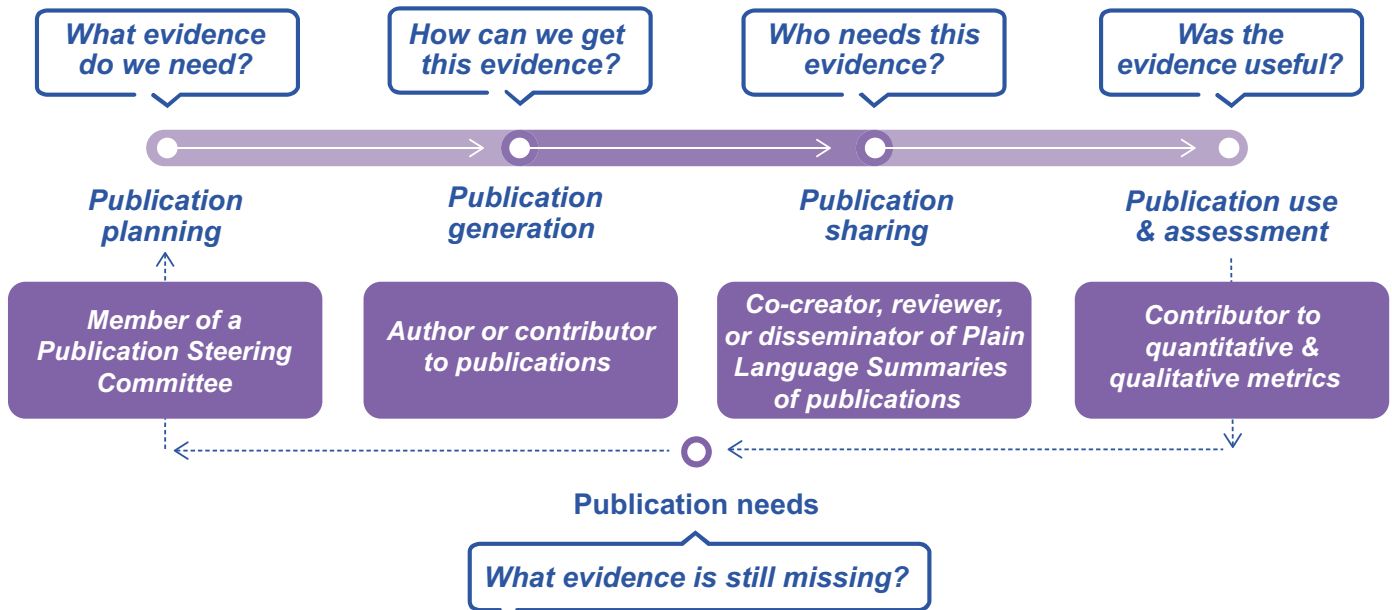 What evidence
do we need?
How can we get
this evidence?
Who needs this
evidence?
Was the
evidence useful?
Publication
planning
Publication
generation
Publication
sharing
Publication use
& assessment
Member of a
Publication Steering
Committee
Author or contributor
to publications
Co-creator, reviewer,
or disseminator of Plain
Language Summaries
of publications
Contributor to
quantitative &
qualitative metrics
Publication needs
What evidence is still missing?